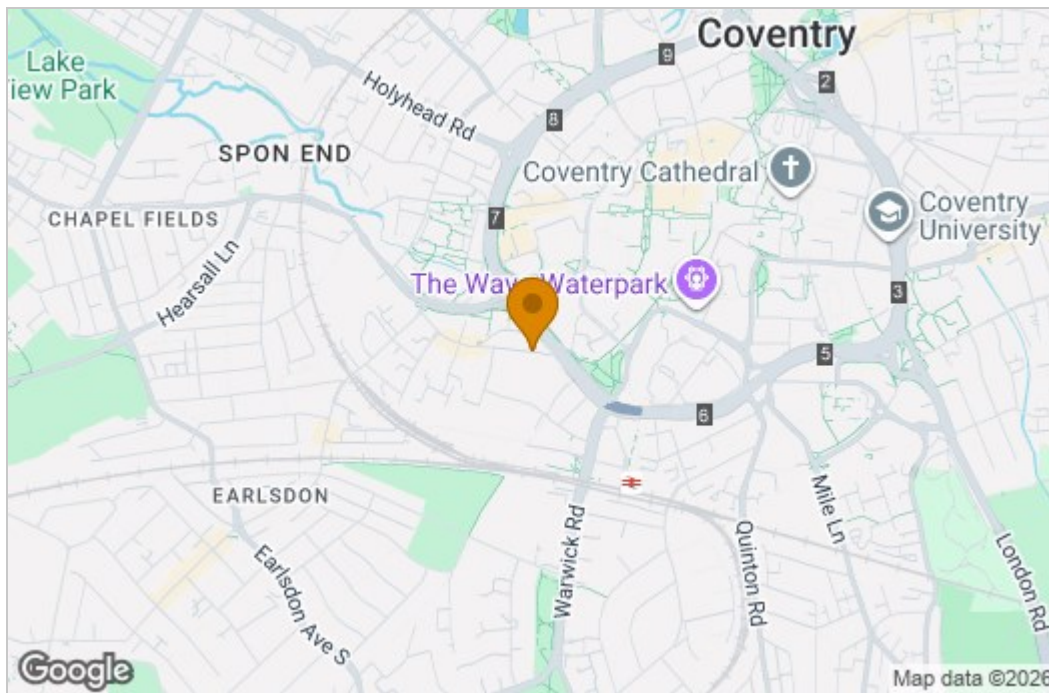 Coventry
9
2
Lake
View Park
Holyhead Rd
8
SPON END
Coventry Cathedral
Coventry
University
CHAPEL FIELDS
7
Hearsall Ln
The Wave Waterpark
3
5
6
EARLSDON
Earlsdon Ave S
Warwick Rd
Quinton Rd
Mile Ln
London Rd
Google
Map data ©2026